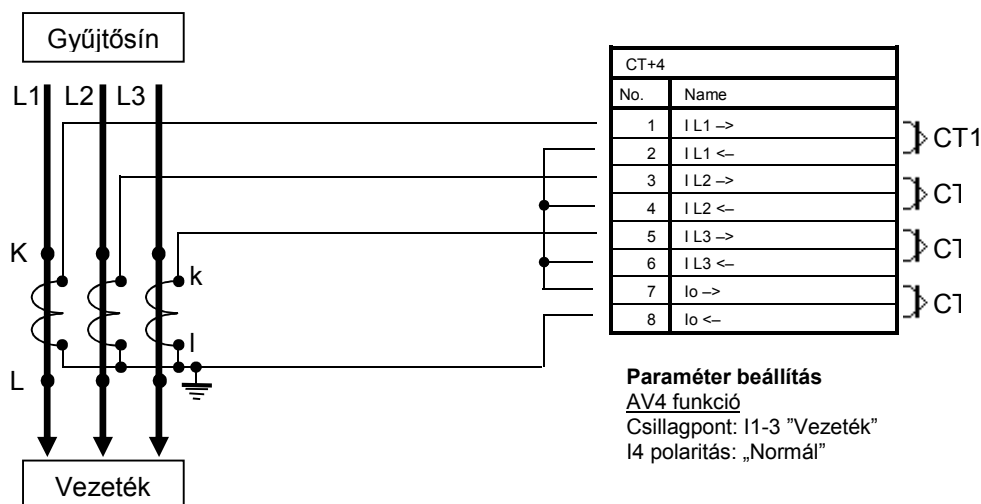 Gyűjtősín
L1 L2 L3
K
k
l
L
Vezeték
CT+4
No. Name
1 I L1 –>
2 I L1 <–
3 I L2 –>
4 I L2 <–
5 I L3 –>
6 I L3 <–
7 Io –>
8 Io <–
CT1
Paraméter beállítás
AV4 funkció
Csillagpont: I1-3 ”Vezeték”
I4 polaritás: „Normál”